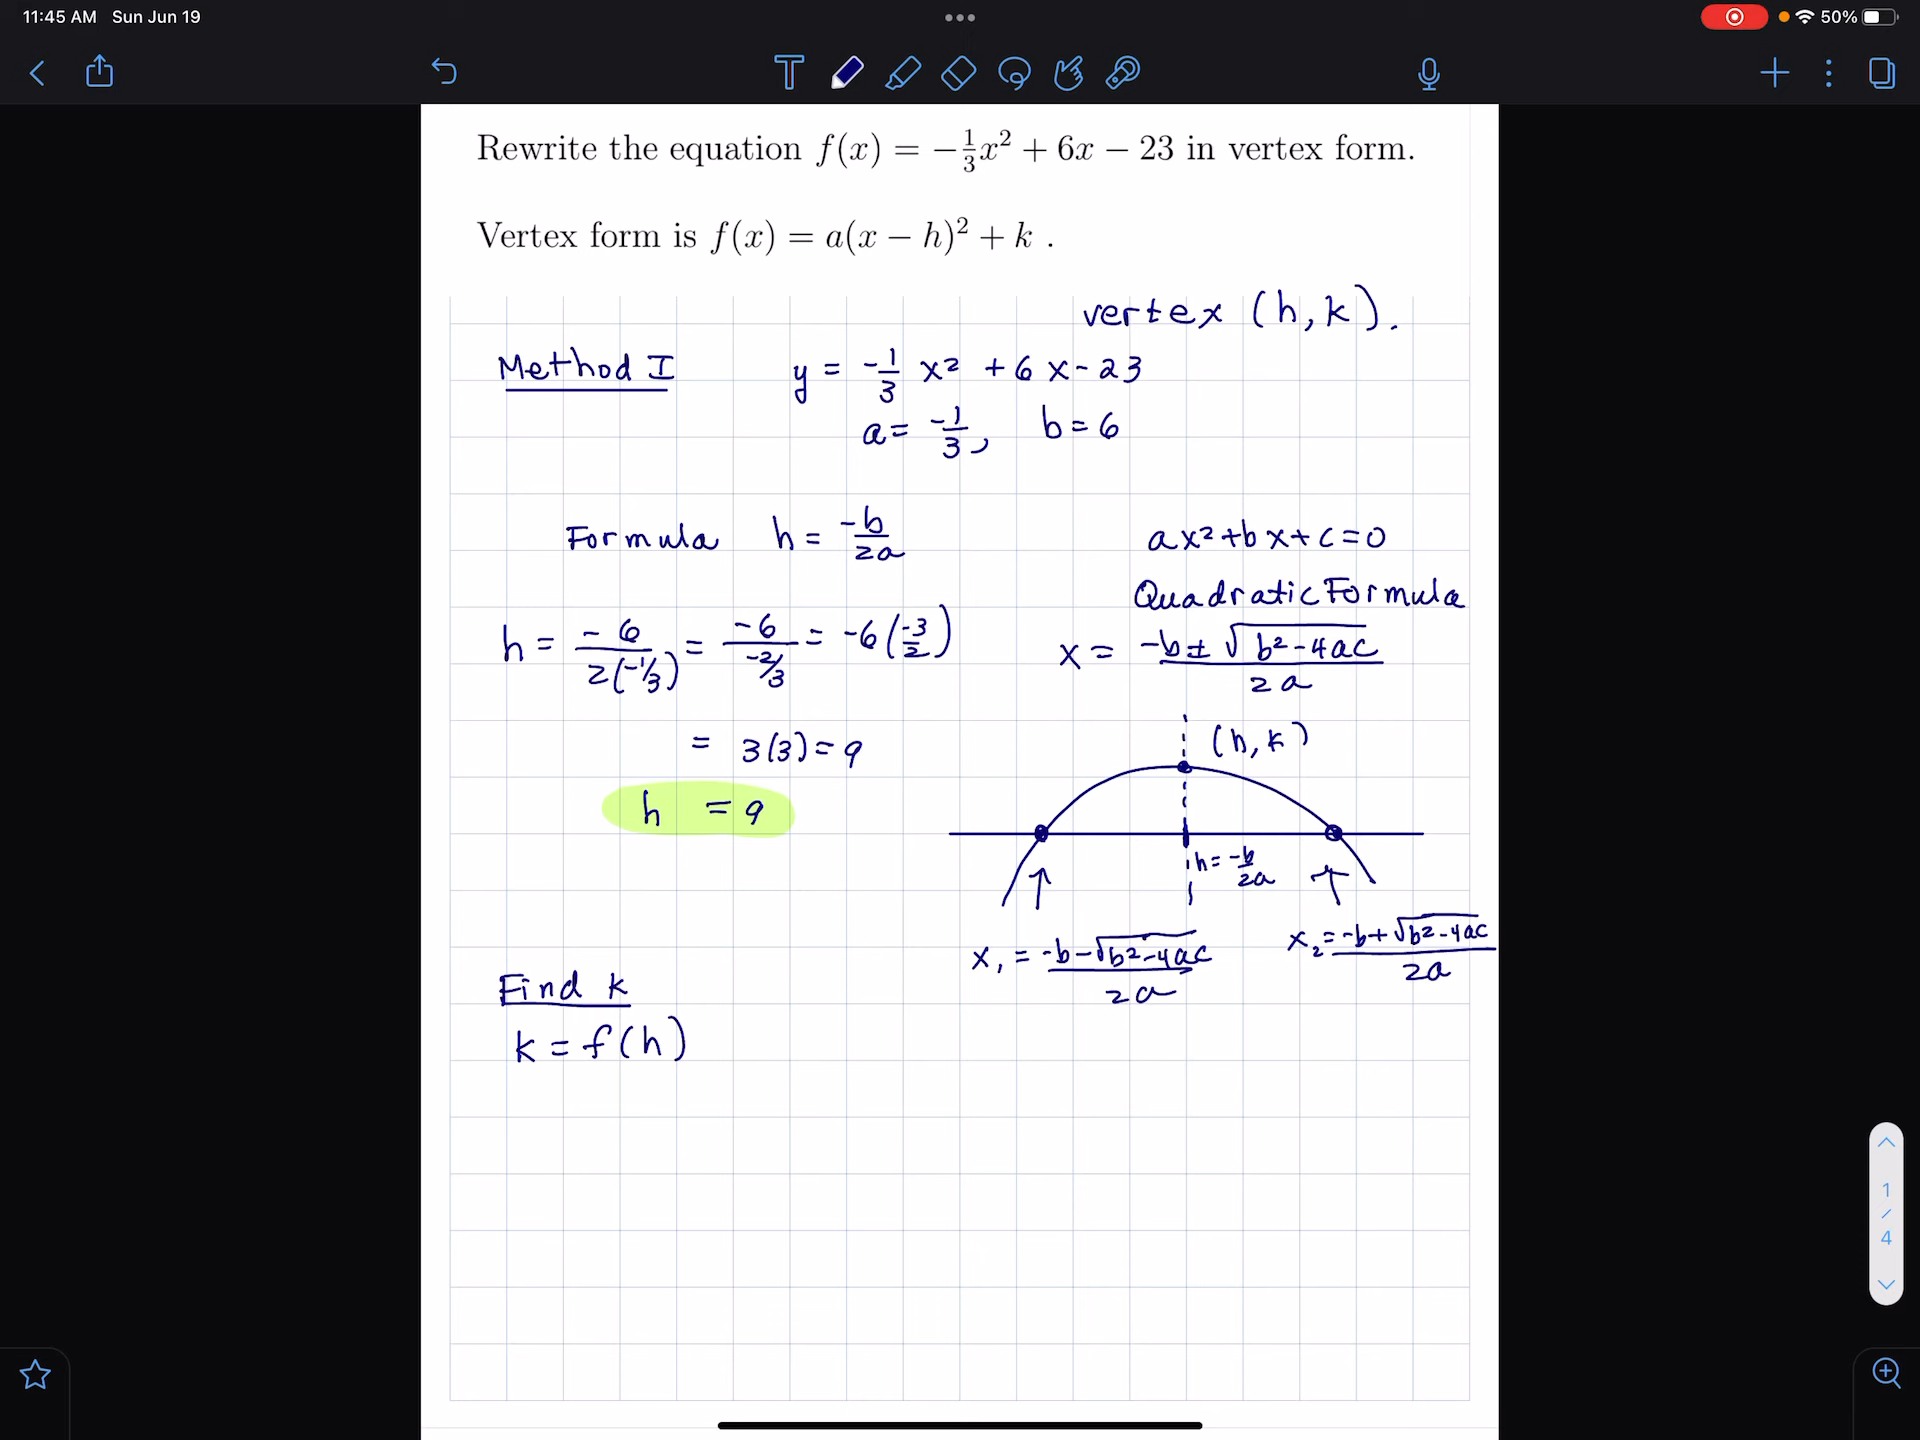 11:45 AM Sun Jun 19
50%
Rewrite the equation f(x) = −1/3x² + 6x − 23 in vertex form.
Vertex form is f(x) = a(x − h)² + k .
vertex (h, k).
Method I
y = -1/3 x² + 6x - 23
a = -1/3, b = 6
Formula h = -b/2a
h = -6/2(-1/3) = -6/-2/3 = -6(-3/2)
= 3(3) = 9
h = 9
ax² + bx + c = 0
Quadratic Formula
x = -b ± √b² - 4ac / 2a
(h, k)
h = -b/2a
x₁ = -b - √b² - 4ac / 2a
x₂ = -b + √b² - 4ac / 2a
Find k
k = f(h)
1
/
4